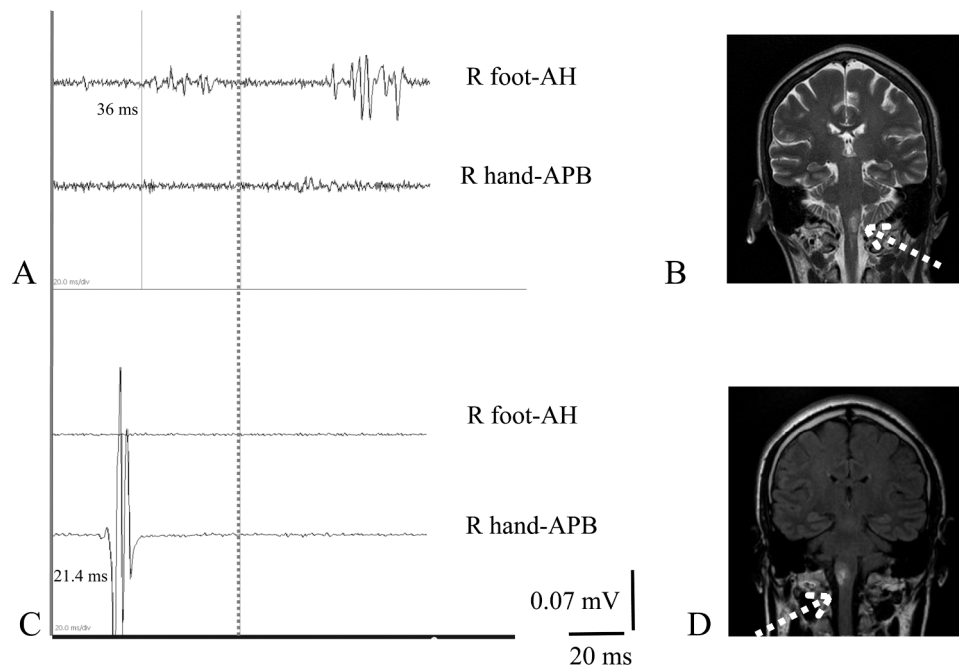 R foot-AH
36 ms
R hand-APB
A
20.0 ms/div
B
R foot-AH
R hand-APB
21.4 ms
C
20.0 ms/div
0.07 mV
20 ms
D